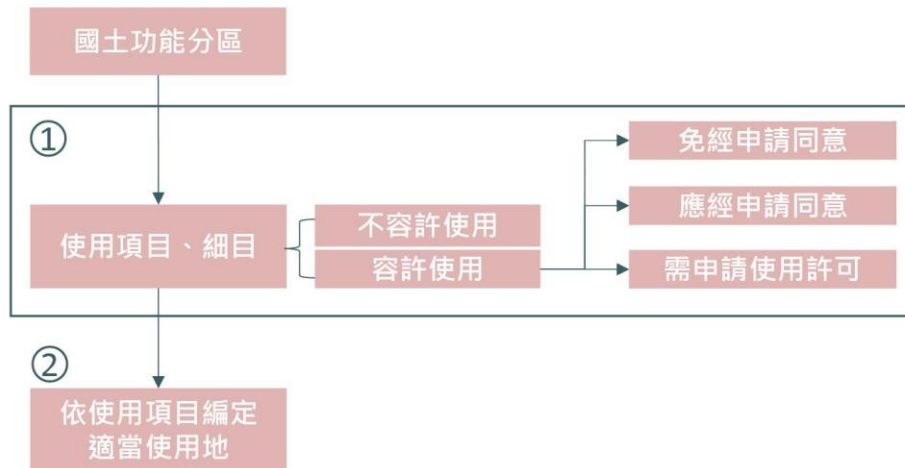 國土功能分區
①
使用項目、細目
不容許使用
容許使用
免經申請同意
應經申請同意
需申請使用許可
②
依使用項目編定
適當使用地